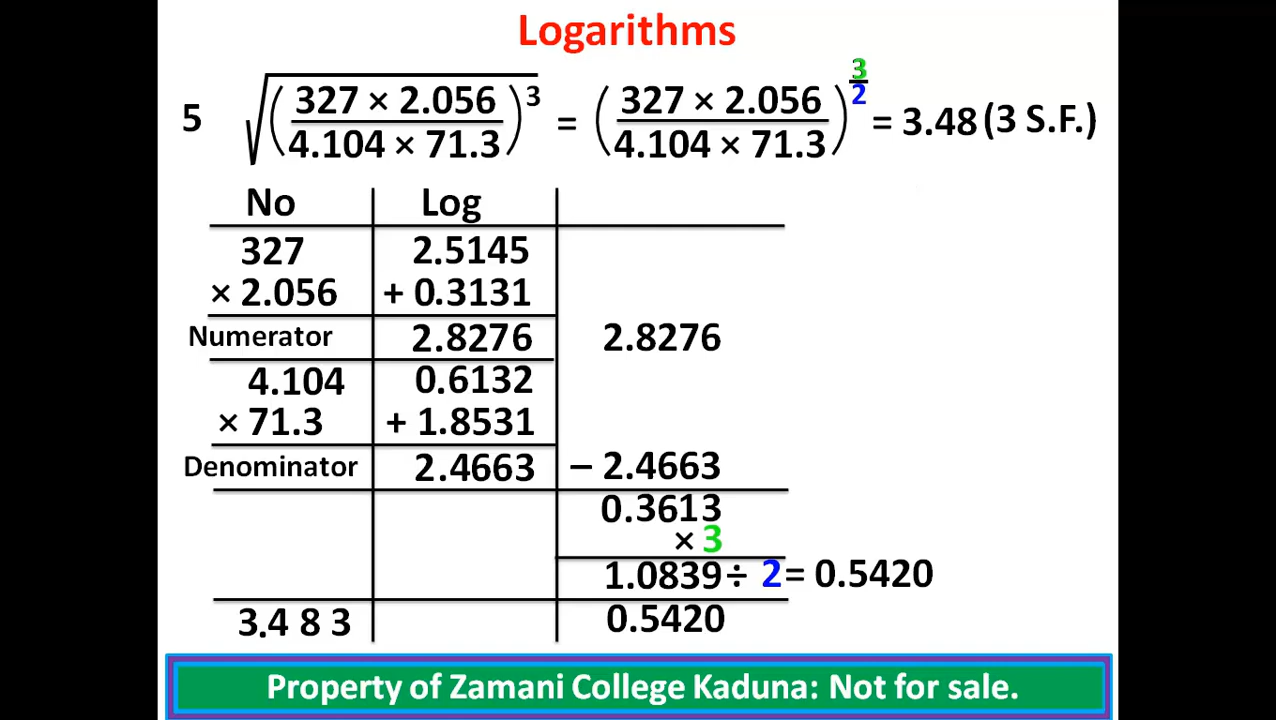 Logarithms
5 √(327 × 2.056 / 4.104 × 71.3)³ = (327 × 2.056 / 4.104 × 71.3)^3/2 = 3.48 (3 S.F.)
No Log
327 2.5145
× 2.056 + 0.3131
Numerator 2.8276 2.8276
4.104 0.6132
× 71.3 + 1.8531
Denominator 2.4663 – 2.4663
0.3613
× 3
1.0839 ÷ 2 = 0.5420
3.4 8 3 0.5420
Property of Zamani College Kaduna: Not for sale.